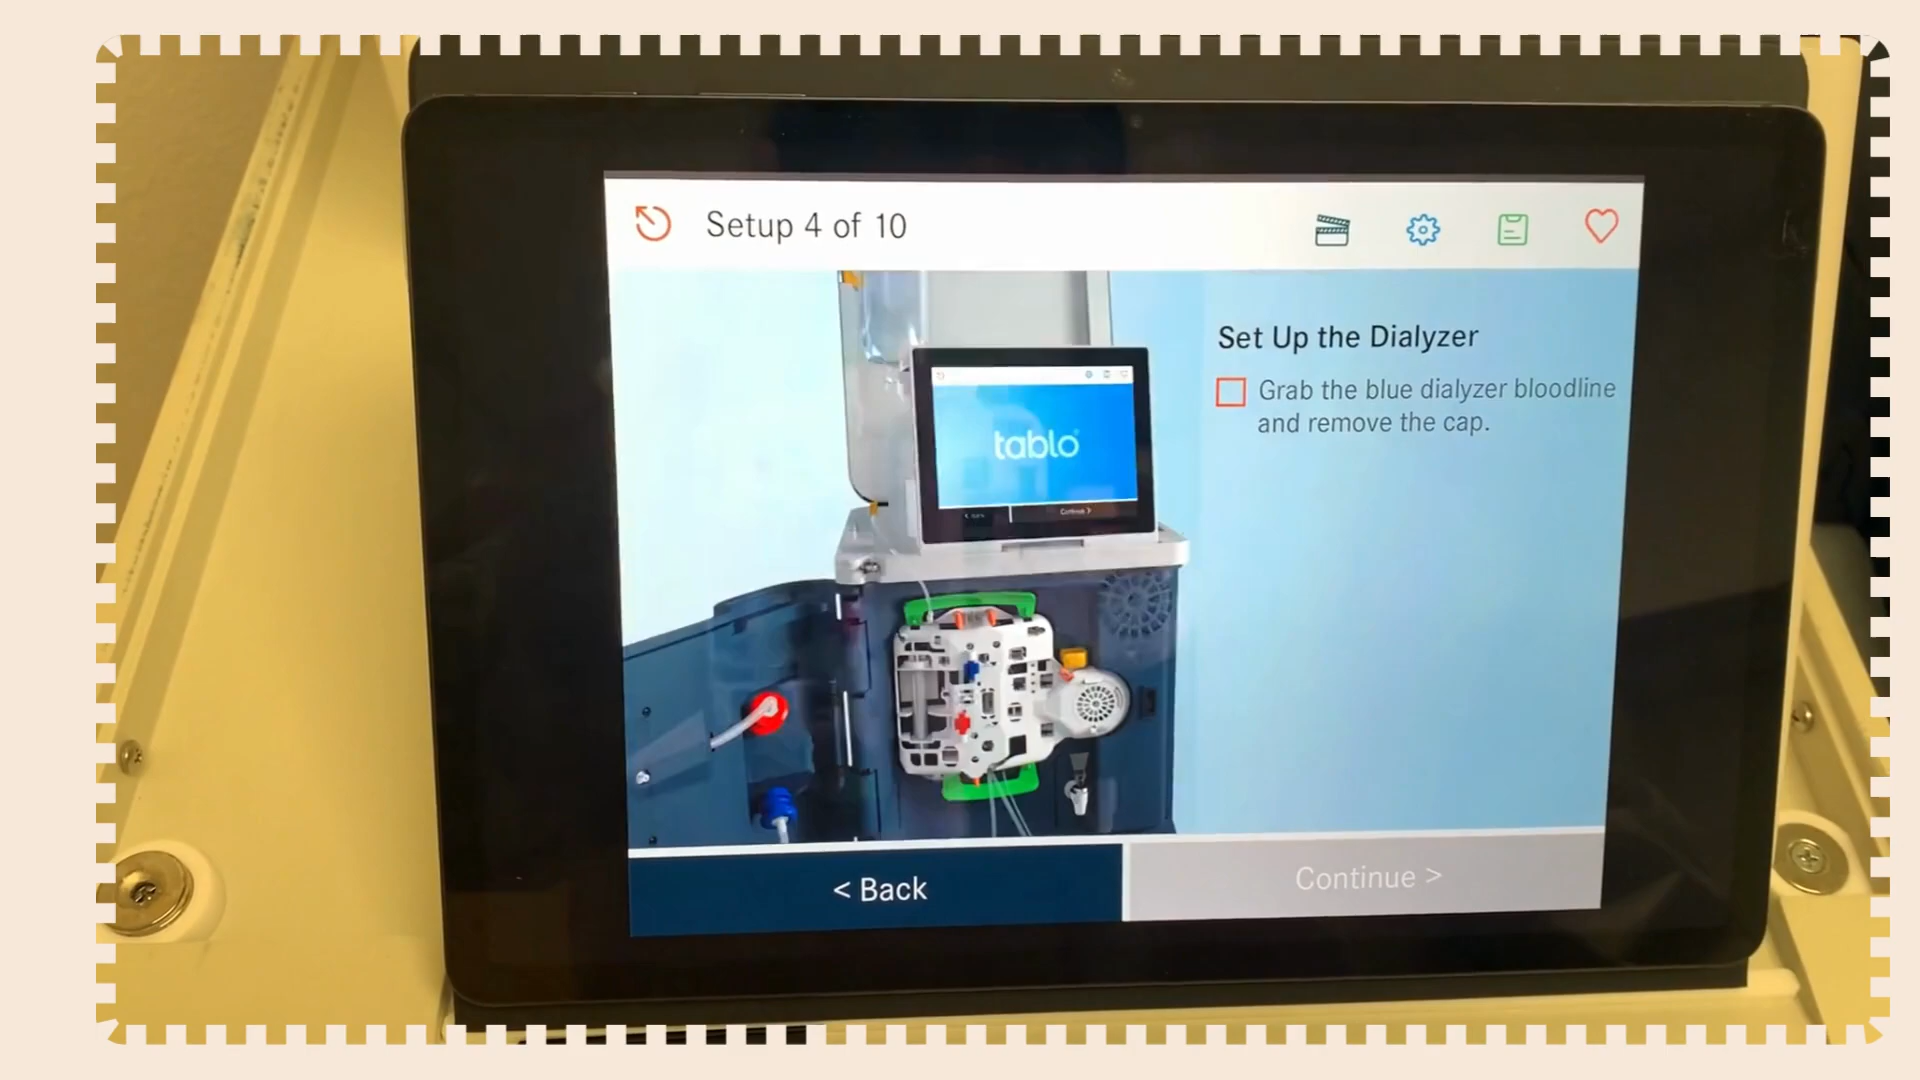 Setup 4 of 10
Set Up the Dialyzer
Grab the blue dialyzer bloodline
and remove the cap.
tablo
Continue >
< Back
Continue >